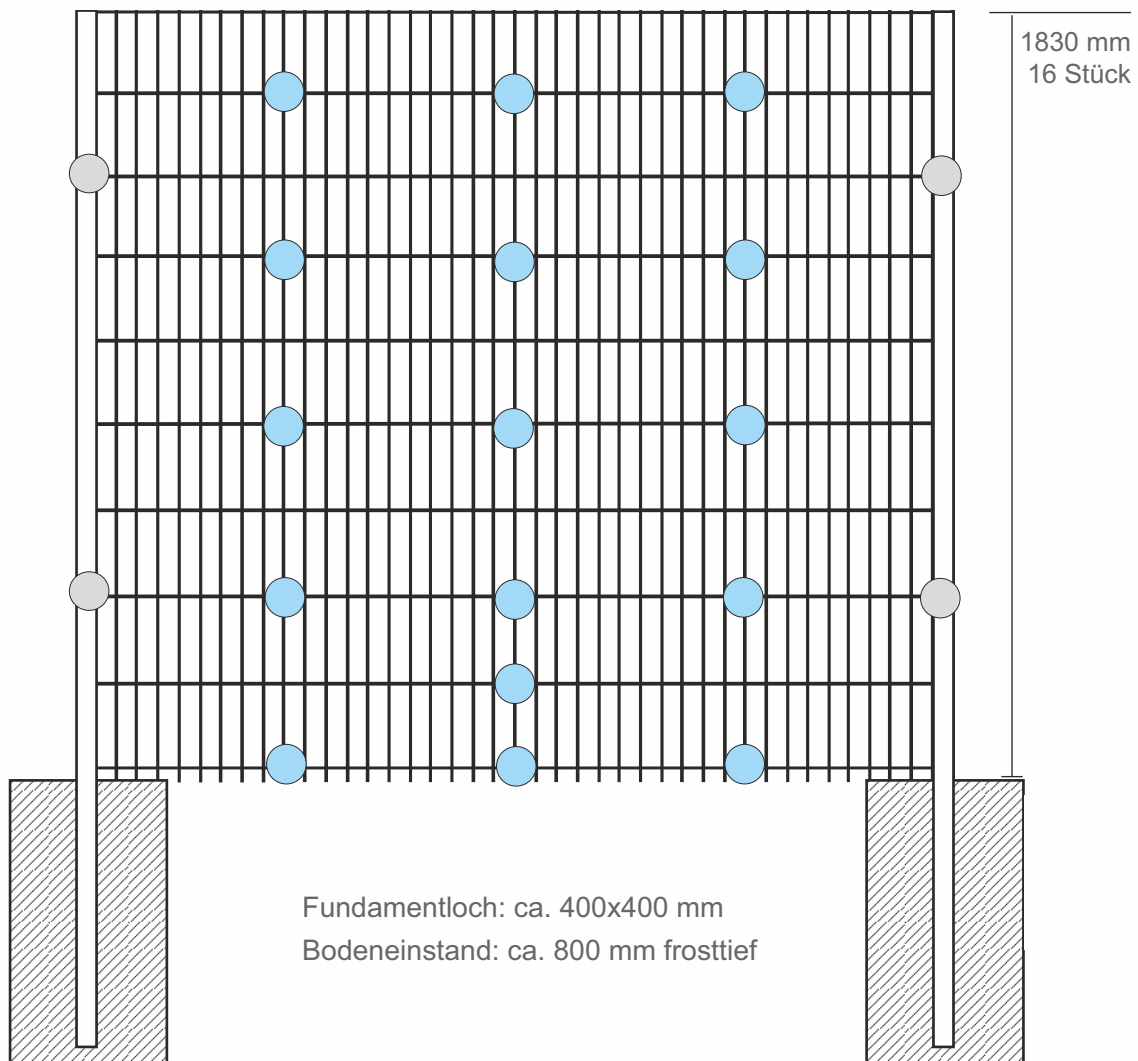 1830 mm
16 Stück
Fundamentloch: ca. 400x400 mm
Bodeneinstand: ca. 800 mm frosttief